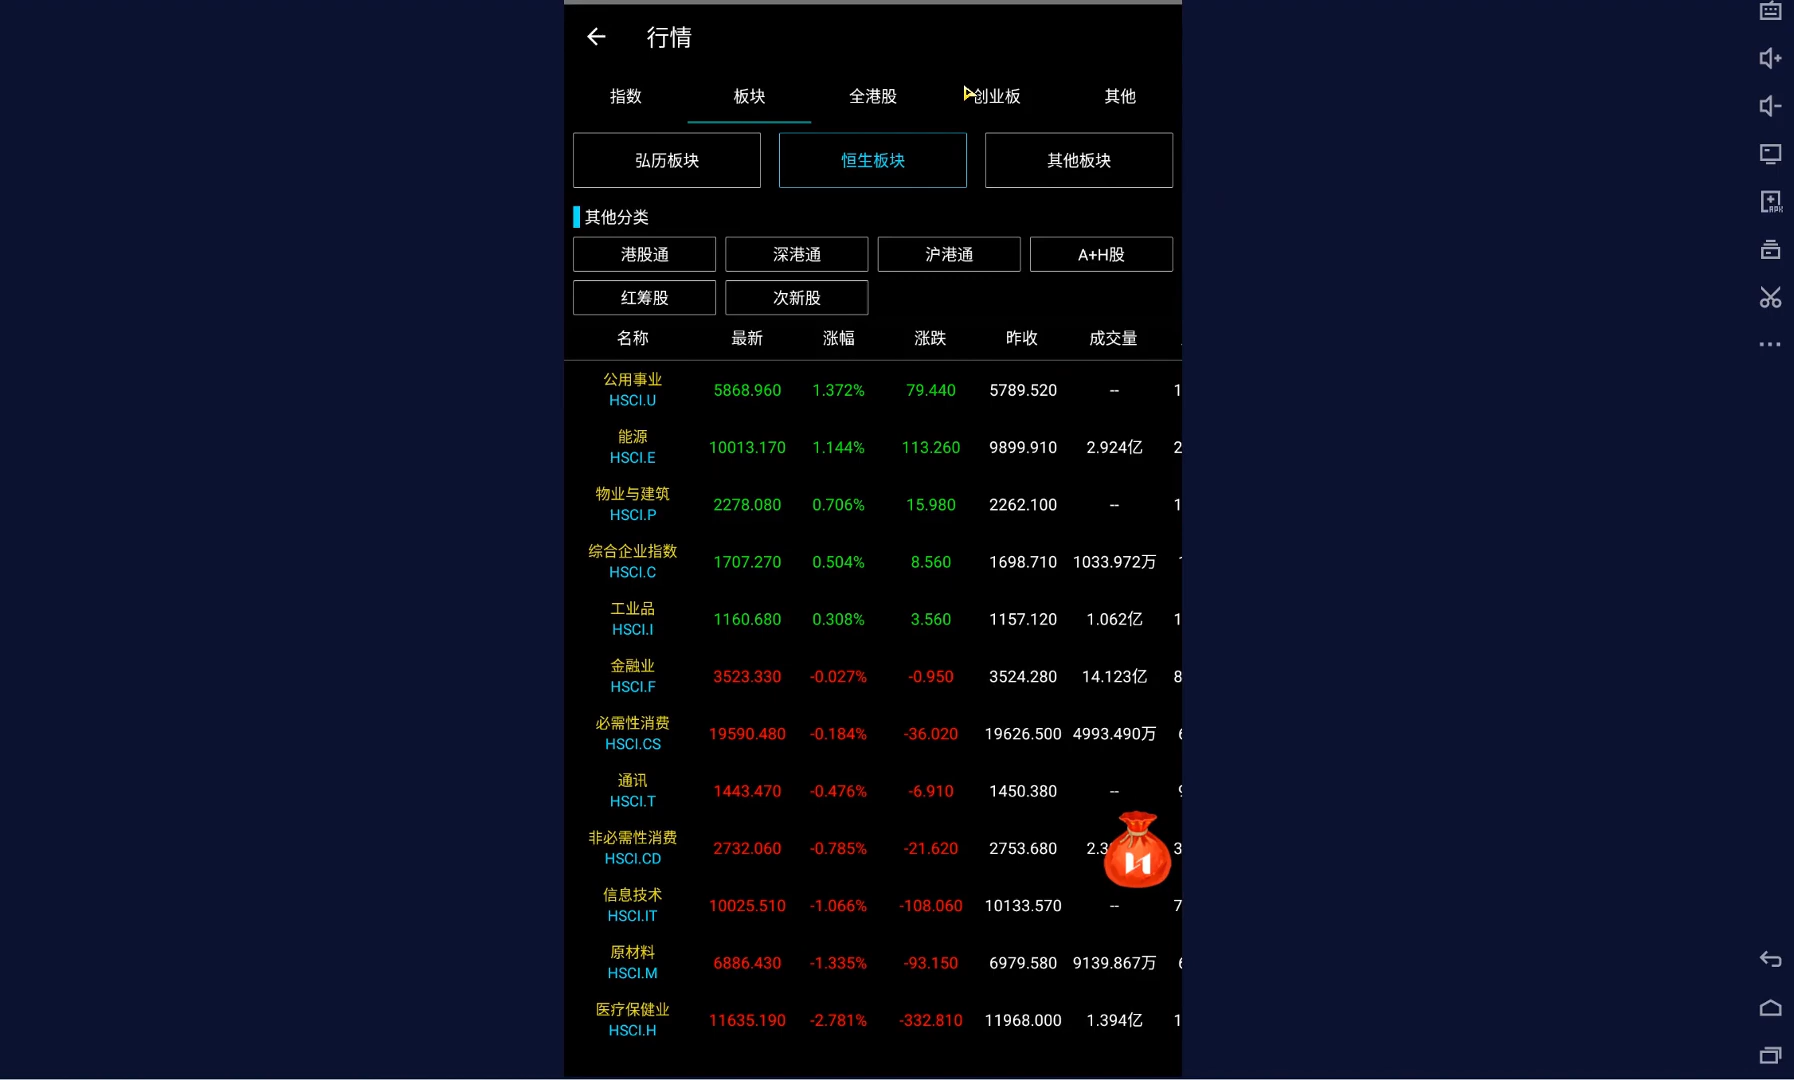 行情
指数 板块 全港股 创业板 其他
弘历板块 恒生板块 其他板块
其他分类
港股通 深港通 沪港通 A+H股
红筹股 次新股
名称 最新 涨幅 涨跌 昨收 成交量
公用事业 5868.960 1.372% 79.440 5789.520 --
HSCI.U
能源 10013.170 1.144% 113.260 9899.910 2.924亿
HSCI.E
物业与建筑 2278.080 0.706% 15.980 2262.100 --
HSCI.P
综合企业指数 1707.270 0.504% 8.560 1698.710 1033.972万
HSCI.C
工业品 1160.680 0.308% 3.560 1157.120 1.062亿
HSCI.I
金融业 3523.330 -0.027% -0.950 3524.280 14.123亿
HSCI.F
必需性消费 19590.480 -0.184% -36.020 19626.500 4993.490万
HSCI.CS
通讯 1443.470 -0.476% -6.910 1450.380 --
HSCI.T
非必需性消费 2732.060 -0.785% -21.620 2753.680
HSCI.CD
信息技术 10025.510 -1.066% -108.060 10133.570 --
HSCI.IT
原材料 6886.430 -1.335% -93.150 6979.580 9139.867万
HSCI.M
医疗保健业 11635.190 -2.781% -332.810 11968.000 1.394亿
HSCI.H